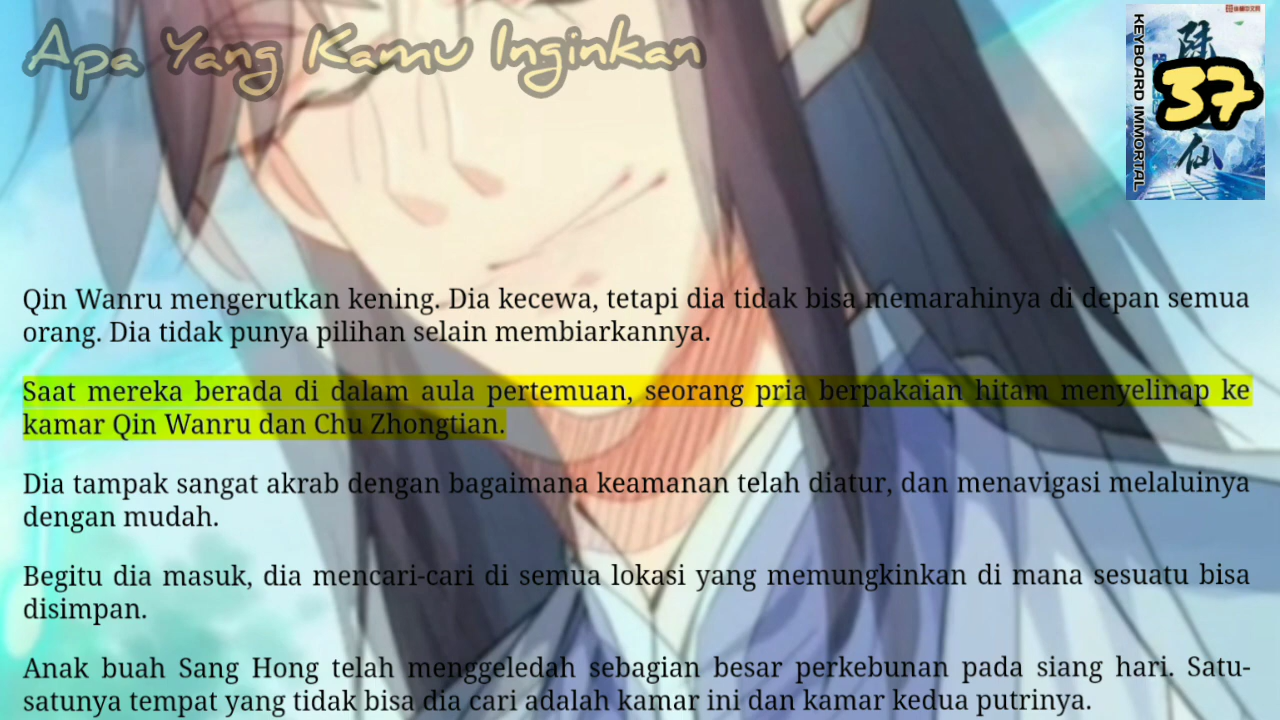 Apa Yang Kamu Inginkan
KEYBOARD IMMORTAL
37
仙
Qin Wanru mengerutkan kening. Dia kecewa, tetapi dia tidak bisa memarahinya di depan semua
orang. Dia tidak punya pilihan selain membiarkannya.
Saat mereka berada di dalam aula pertemuan, seorang pria berpakaian hitam menyelinap ke
kamar Qin Wanru dan Chu Zhongtian.
Dia tampak sangat akrab dengan bagaimana keamanan telah diatur, dan menavigasi melaluinya
dengan mudah.
Begitu dia masuk, dia mencari-cari di semua lokasi yang memungkinkan di mana sesuatu bisa
disimpan.
Anak buah Sang Hong telah menggeledah sebagian besar perkebunan pada siang hari. Satu-
satunya tempat yang tidak bisa dia cari adalah kamar ini dan kamar kedua putrinya.